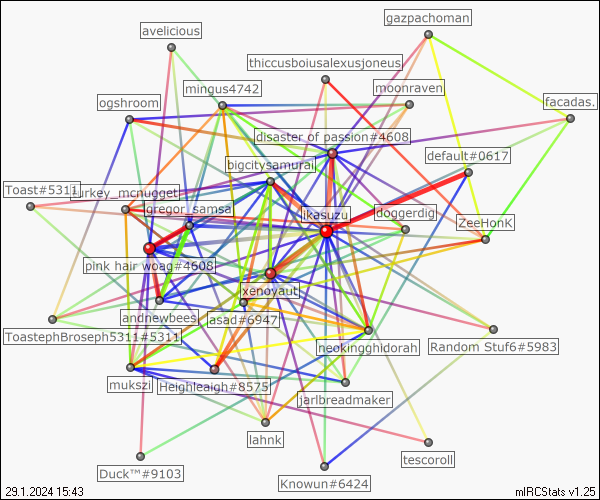 gazpachoman
avelicious
thiccusboiusalexusjoneus
mingus4742
moonraven
ogshroom
facadas.
disaster of passion#4608
default#0617
bigcitysamurai
Toast#5311
turkey_mcnugget
gregor_samsa
ikasuzu
doggerdig
ZeeHonK
pink hair woag#4608
xenoyaut
andnewbees
asad#6947
ToastephBroseph5311#5311
neokingghidorah
Random Stuf6#5983
mukszi
Heighleaigh#8575
jarlbreadmaker
lahnk
tescoroll
Duck™#9103
Knowun#6424
29.1.2024 15:43
mIRCStats v1.25